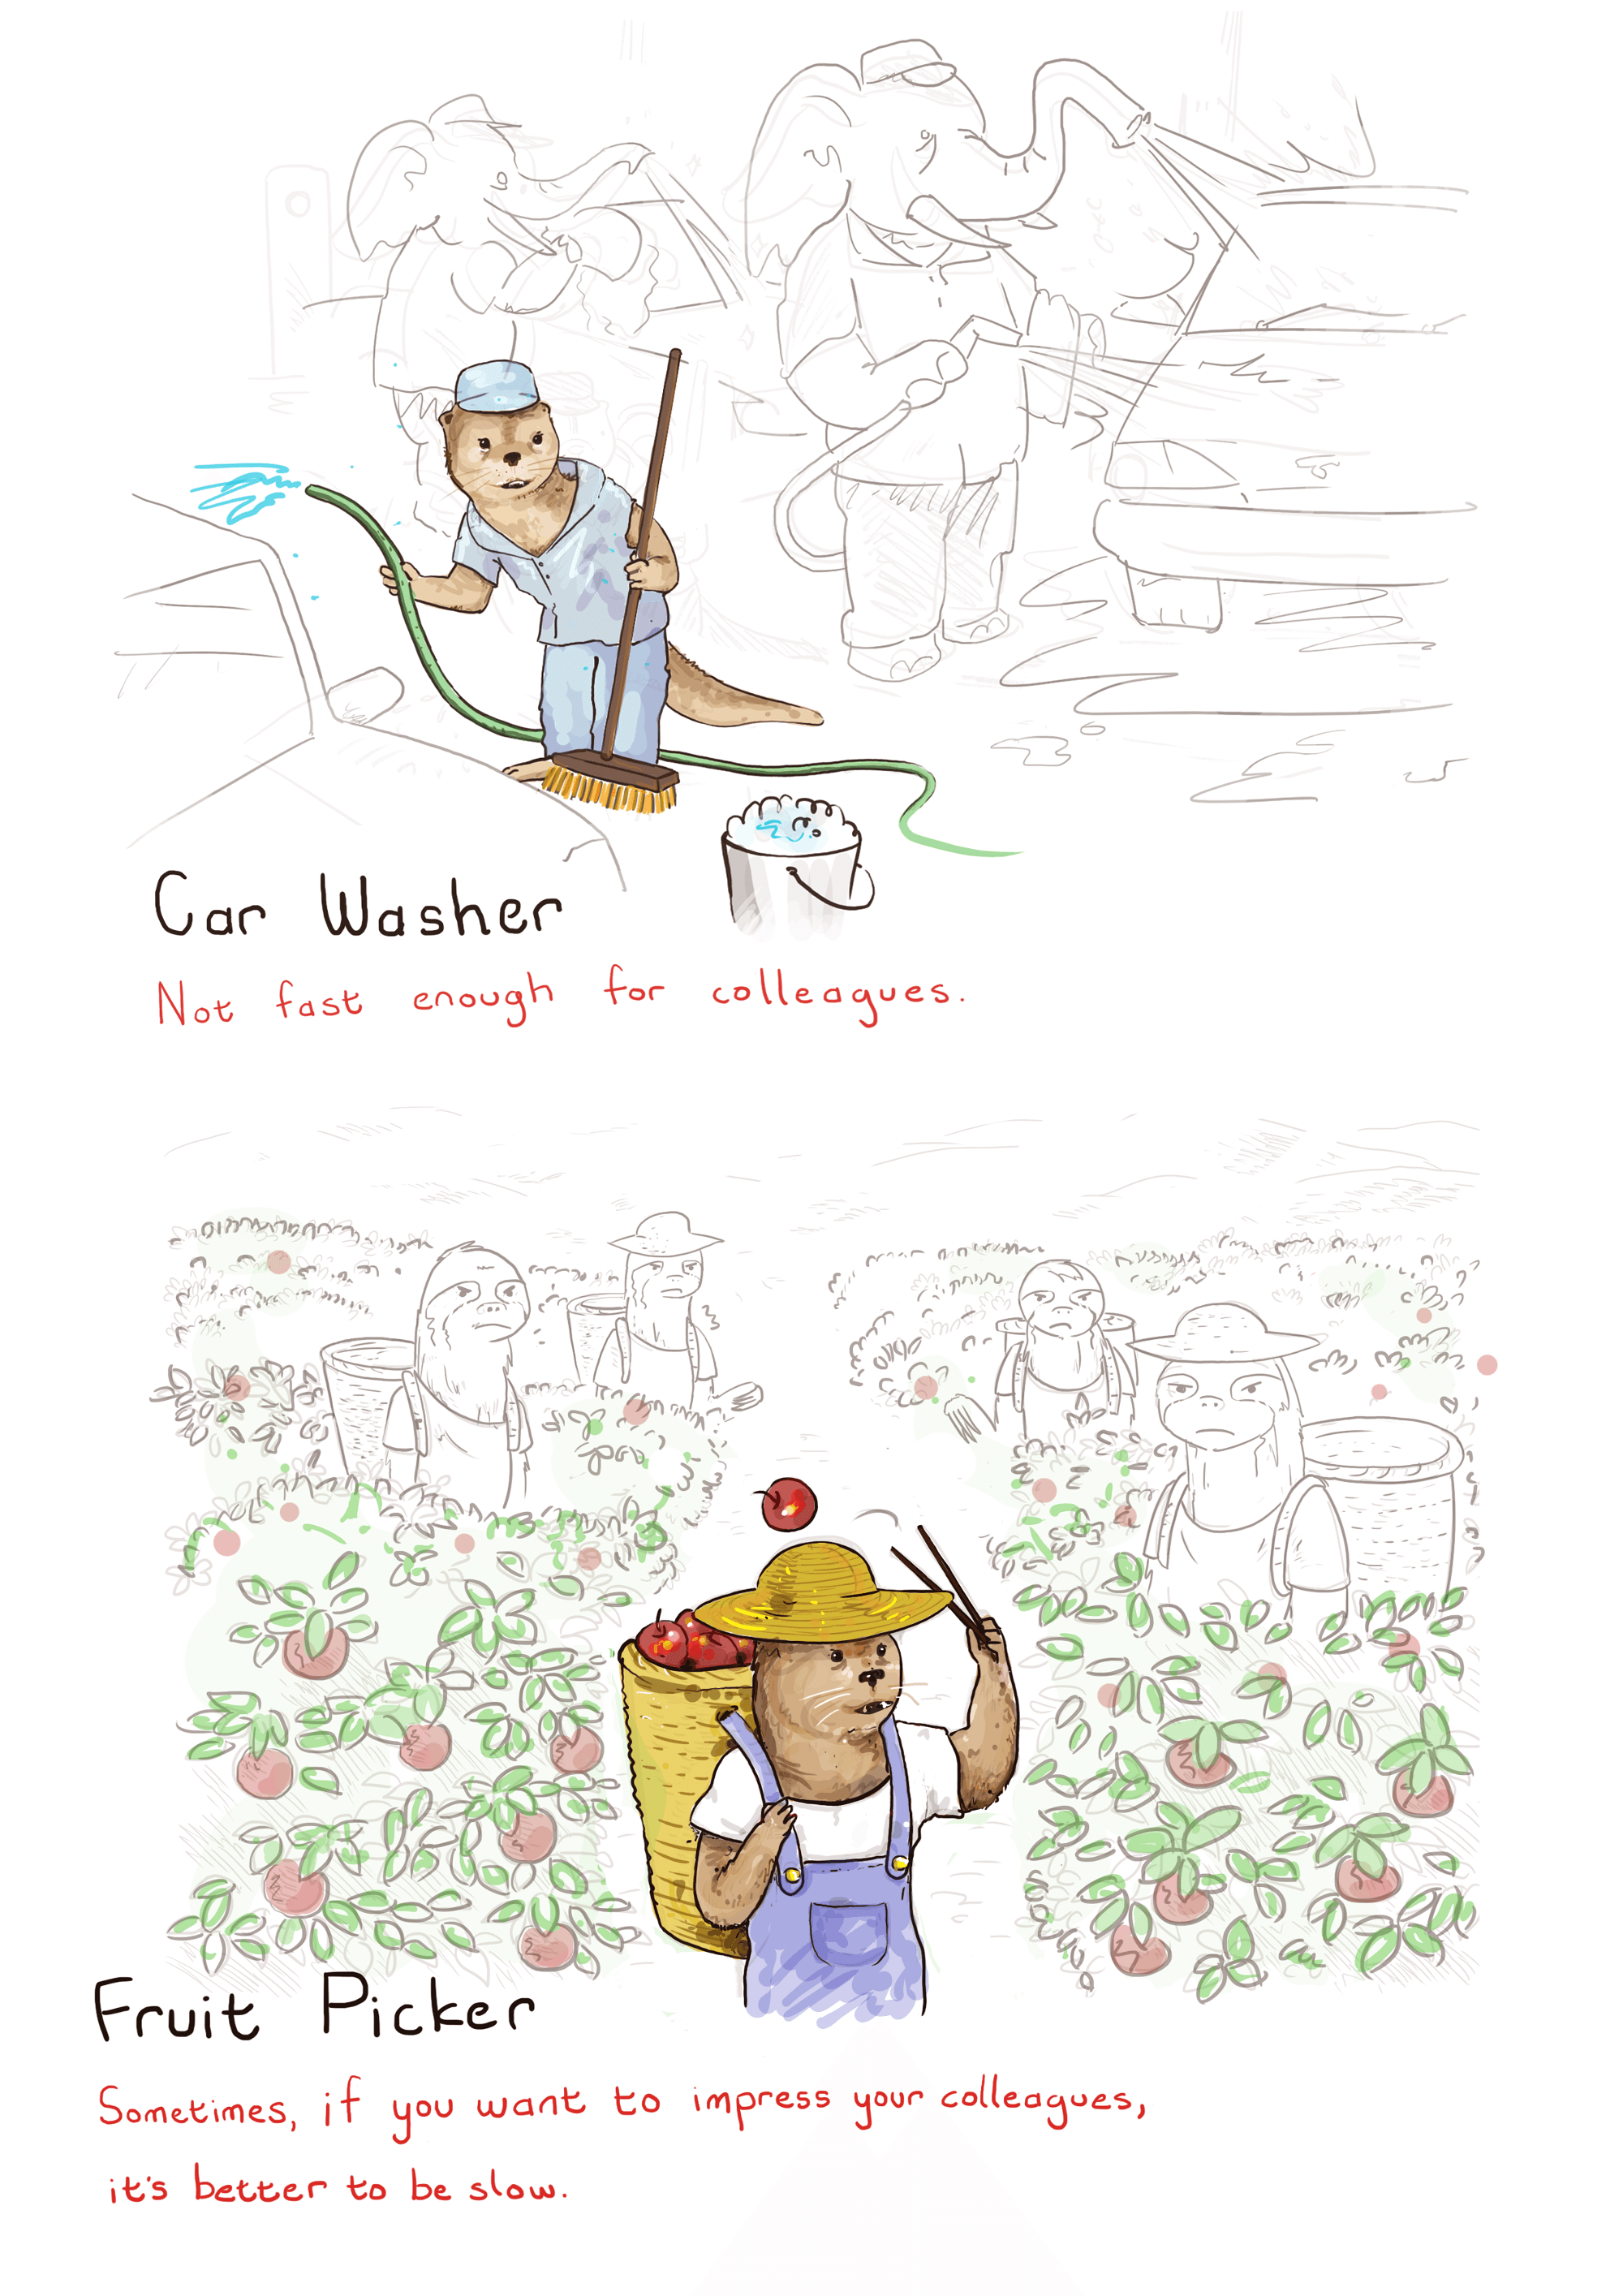 Car Washer
Not fast enough for colleagues.
Fruit Picker
Sometimes, if you want to impress your colleagues,
it's better to be slow.